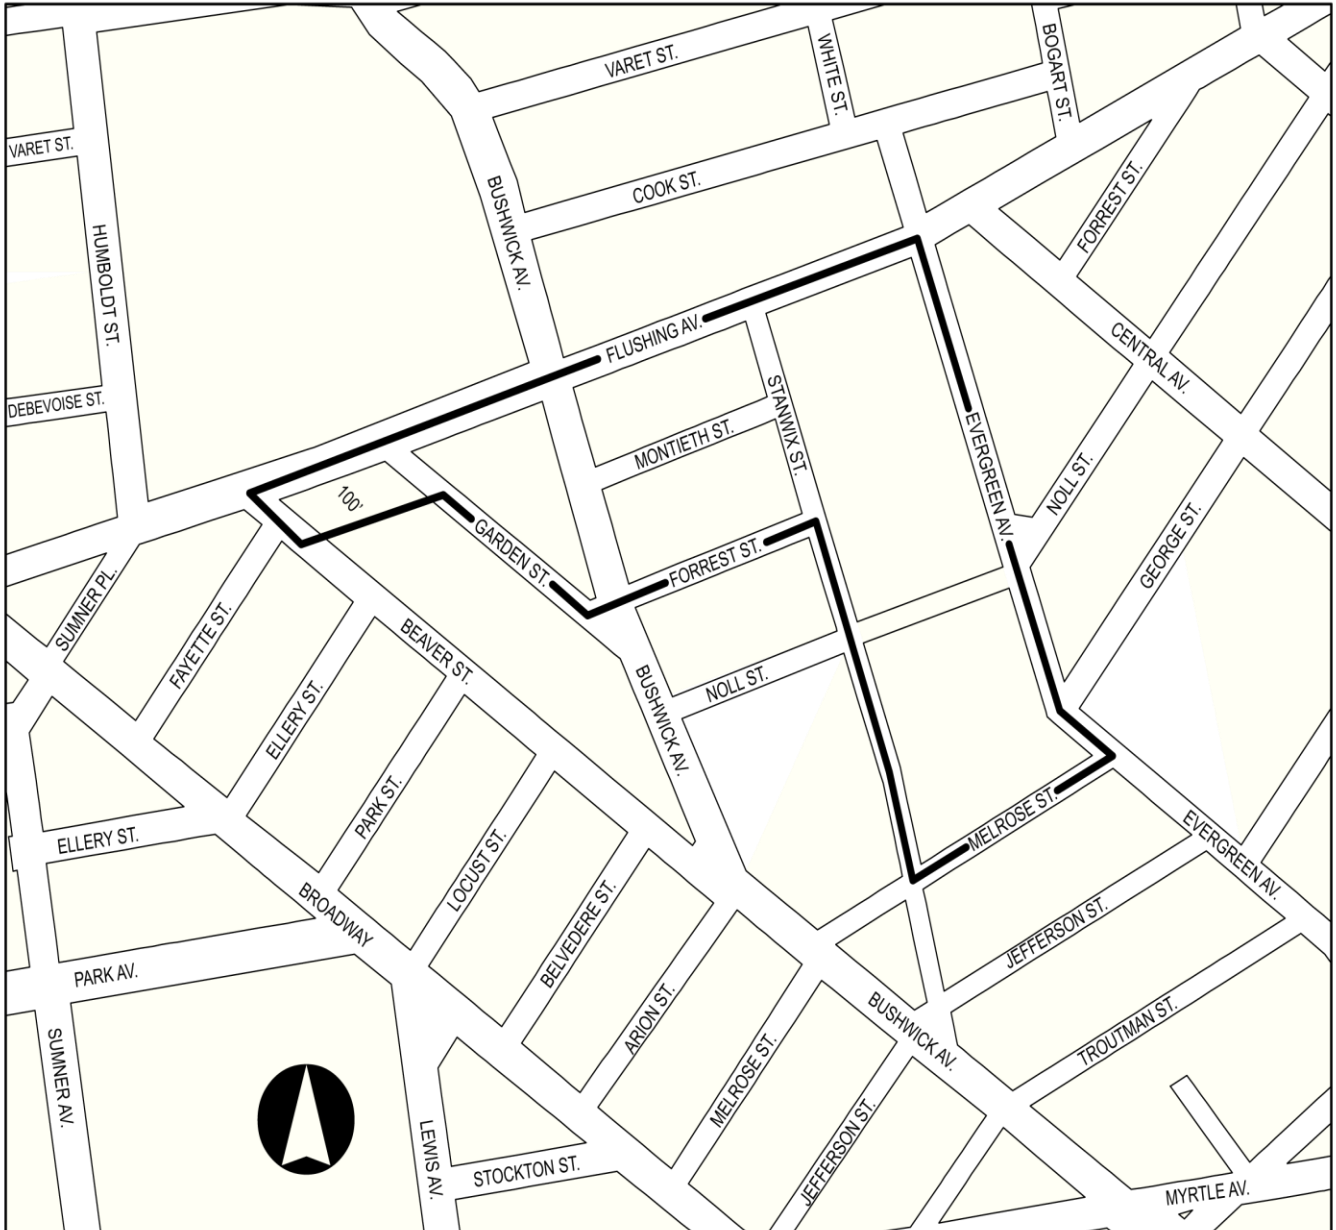 VARET ST.
WHITE ST.
BOGART ST.
VARET ST.
COOK ST.
BUSHWICK AV.
FORREST ST.
HUMBOLDT ST.
FLUSHING AV.
CENTRAL AV.
DEBEVOISE ST.
STANWIX ST.
MONTIETH ST.
EVERGREEN AV.
NOLL ST.
100'
GARDEN ST.
FORREST ST.
GEORGE ST.
SUMNER PL.
FAYETTE ST.
BEAVER ST.
ELLERY ST.
BUSHWICK AV.
NOLL ST.
PARK ST.
MELROSE ST.
ELLERY ST.
LOCUST ST.
EVERGREEN AV.
BROADWAY
BELVEDERE ST.
JEFFERSON ST.
PARK AV.
ARION ST.
BUSHWICK AV.
TROUTMAN ST.
SUMNER AV.
MELROSE ST.
JEFFERSON ST.
LEWIS AV.
STOCKTON ST.
MYRTLE AV.